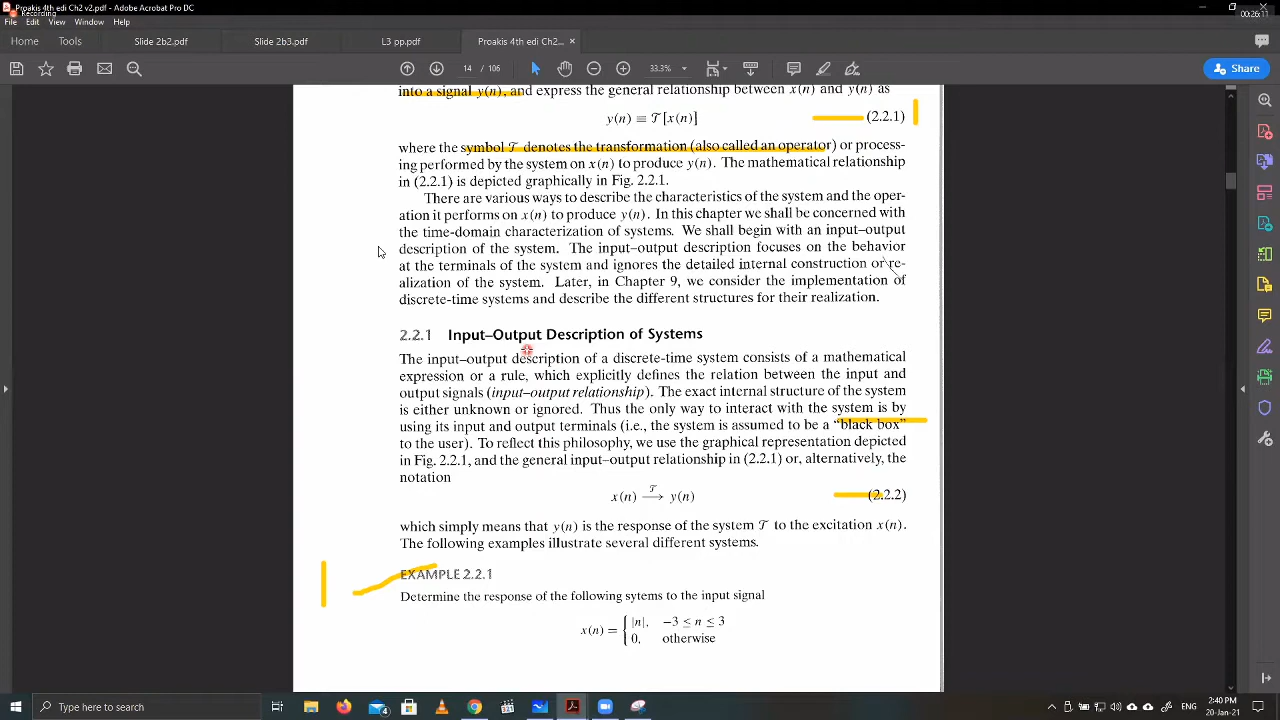 Proakis 4th edi Ch2 v2.pdf - Adobe Acrobat Pro DC
Recording
00:26:11
File Edit View Window Help
Home Tools Slide 2b2.pdf Slide 2b3.pdf L3 pp.pdf Proakis 4th edi Ch2... ×
14 / 106 33.3% Share
into a signal y(n), and express the general relationship between x(n) and y(n) as
y(n) ≡ 𝒯[x(n)] (2.2.1)
where the symbol 𝒯 denotes the transformation (also called an operator) or process-
ing performed by the system on x(n) to produce y(n). The mathematical relationship
in (2.2.1) is depicted graphically in Fig. 2.2.1.
There are various ways to describe the characteristics of the system and the oper-
ation it performs on x(n) to produce y(n). In this chapter we shall be concerned with
the time-domain characterization of systems. We shall begin with an input–output
description of the system. The input–output description focuses on the behavior
at the terminals of the system and ignores the detailed internal construction or re-
alization of the system. Later, in Chapter 9, we consider the implementation of
discrete-time systems and describe the different structures for their realization.
2.2.1 Input–Output Description of Systems
The input–output description of a discrete-time system consists of a mathematical
expression or a rule, which explicitly defines the relation between the input and
output signals (input–output relationship). The exact internal structure of the system
is either unknown or ignored. Thus the only way to interact with the system is by
using its input and output terminals (i.e., the system is assumed to be a "black box"
to the user). To reflect this philosophy, we use the graphical representation depicted
in Fig. 2.2.1, and the general input–output relationship in (2.2.1) or, alternatively, the
notation
x(n) 𝒯→ y(n) (2.2.2)
which simply means that y(n) is the response of the system 𝒯 to the excitation x(n).
The following examples illustrate several different systems.
EXAMPLE 2.2.1
Determine the response of the following sytems to the input signal
x(n) = { |n|, −3 ≤ n ≤ 3
0, otherwise
Type here to search
2:40 PM
20-Jan-21